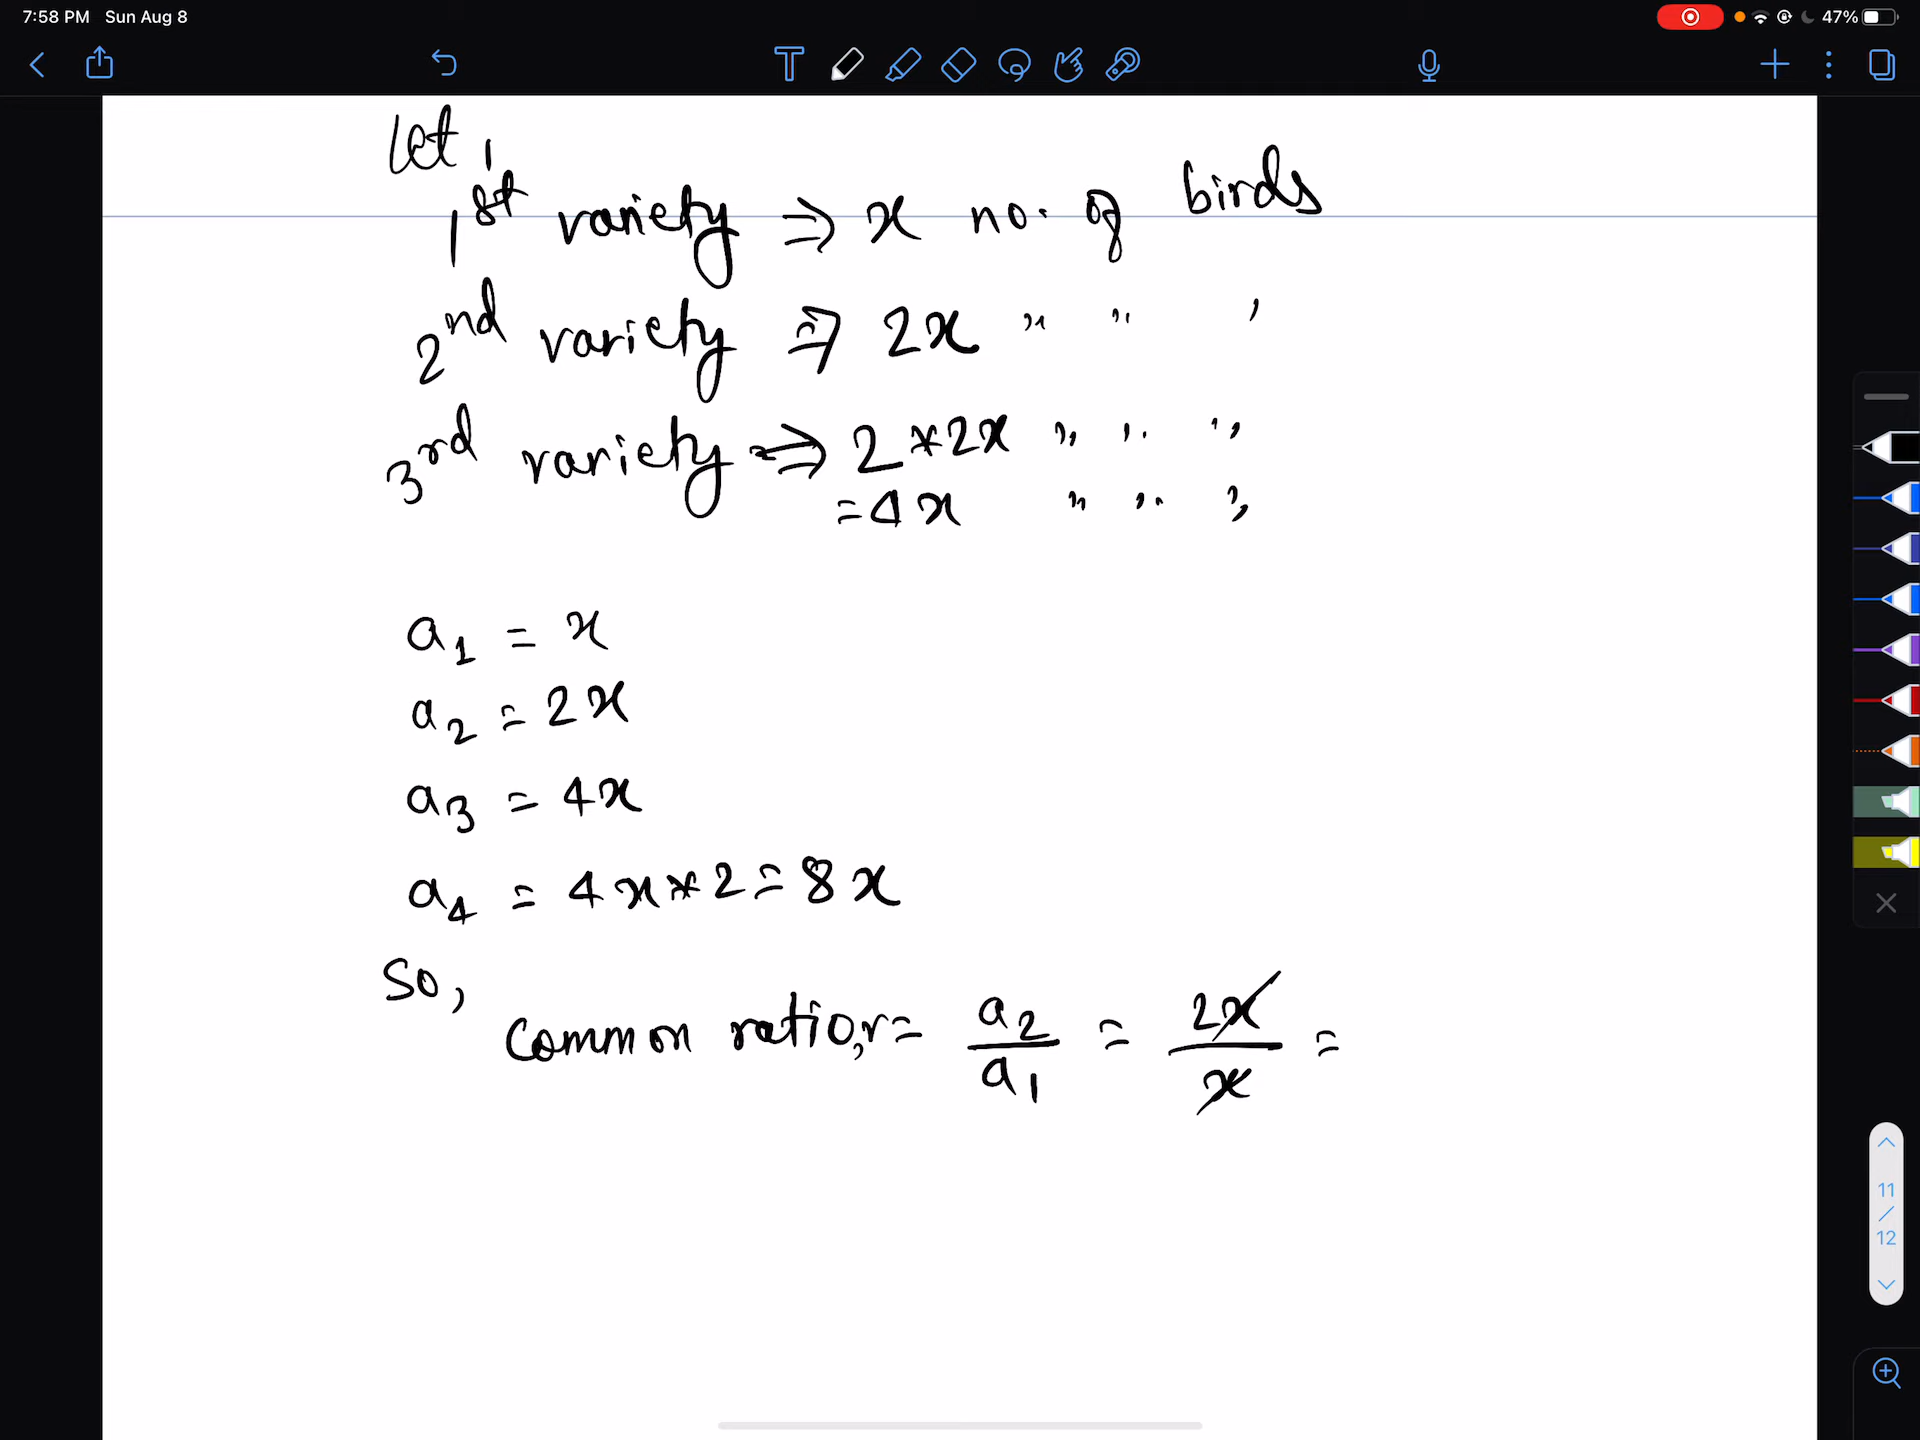 7:58 PM Sun Aug 8
47%
Let,
1st variety ⇒ x no. of birds
2nd variety ⇒ 2x " " "
3rd variety ⇒ 2*2x " " "
=4x " " "
a1 = x
a2 = 2x
a3 = 4x
a4 = 4x*2=8x
So,
Common ratio,r= a2/a1 = 2x/x =
11
/
12